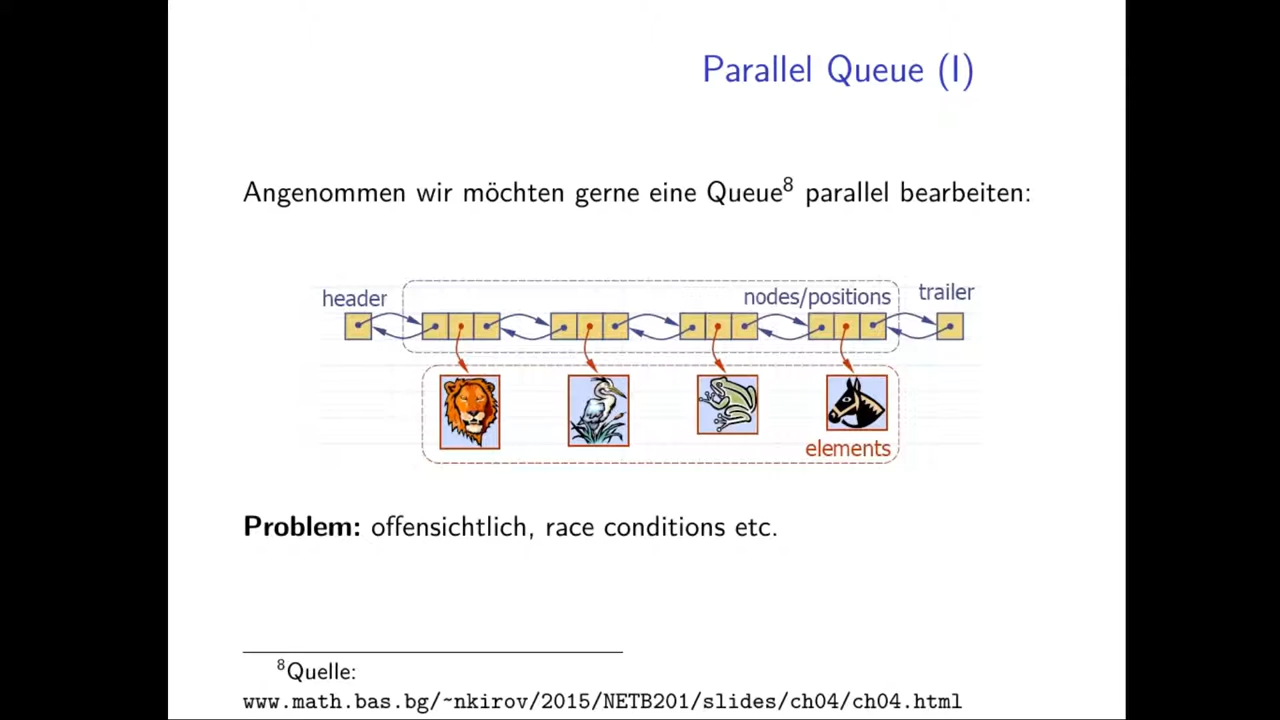 Parallel Queue (I)
Angenommen wir möchten gerne eine Queue⁸ parallel bearbeiten:
header
nodes/positions
trailer
elements
Problem: offensichtlich, race conditions etc.
⁸Quelle:
www.math.bas.bg/~nkirov/2015/NETB201/slides/ch04/ch04.html